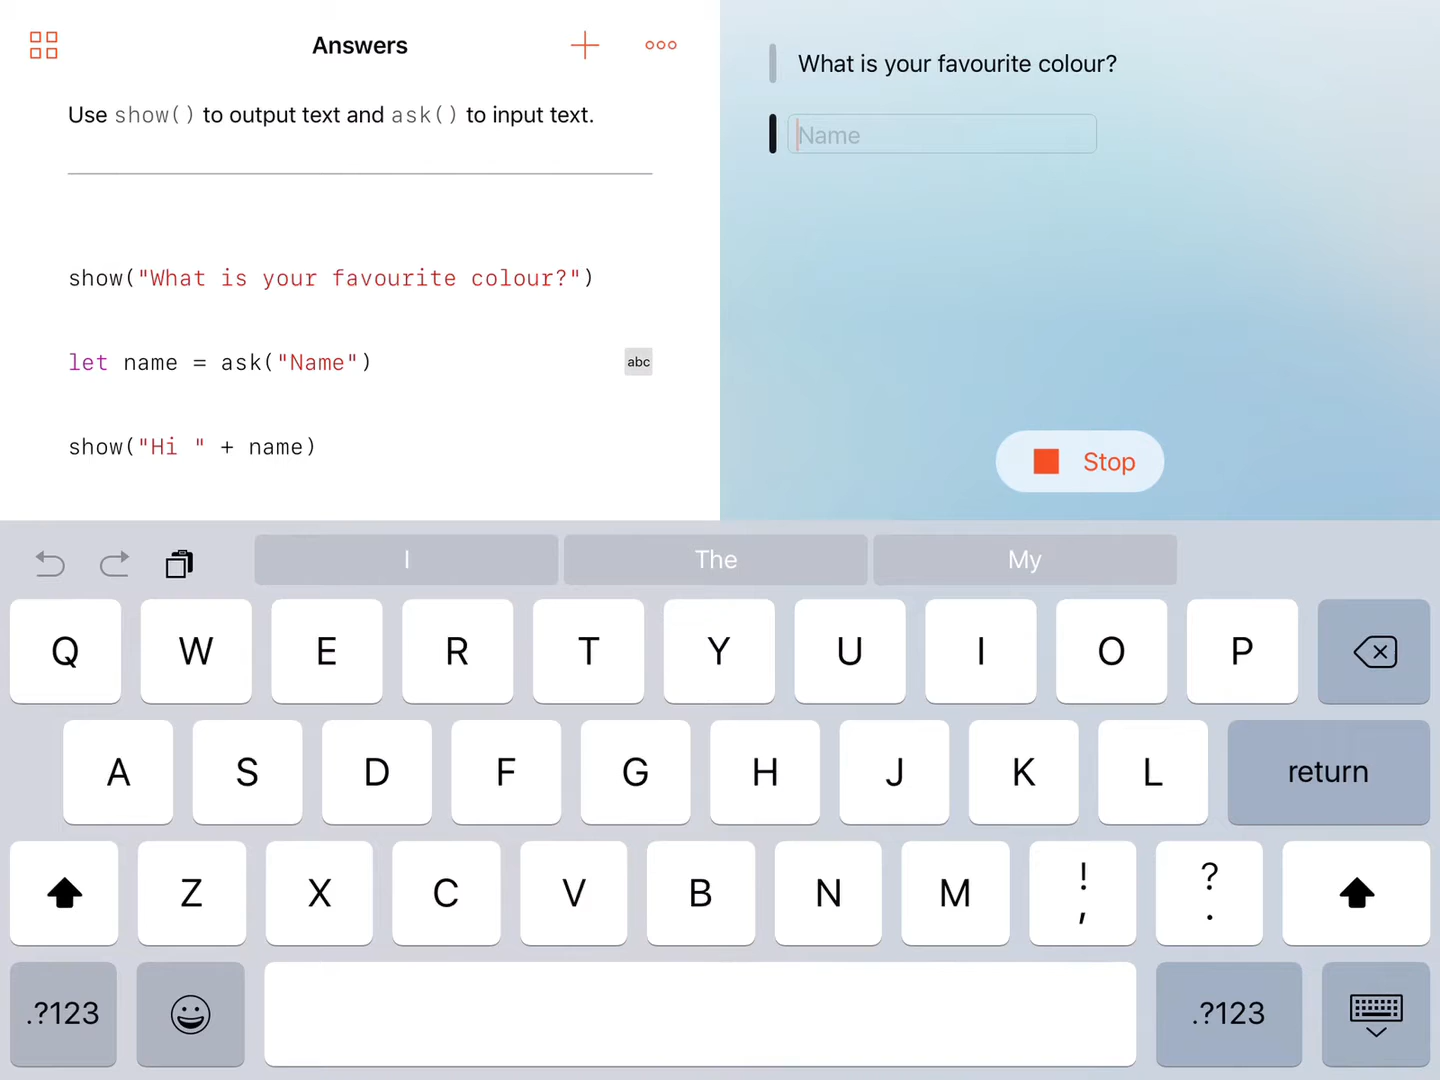 Answers
Use show() to output text and ask() to input text.
show("What is your favourite colour?")
let name = ask("Name")
abc
show("Hi " + name)
What is your favourite colour?
Name
Stop
I The My
Q W E R T Y U I O P
A S D F G H J K L return
Z X C V B N M ! , ? .
.?123 .?123